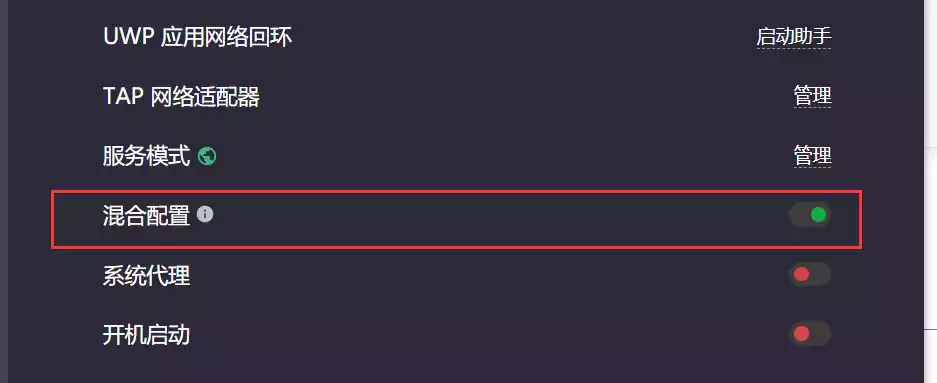 UWP 应用网络回环 启动助手
TAP 网络适配器 管理
服务模式 管理
混合配置
系统代理
开机启动